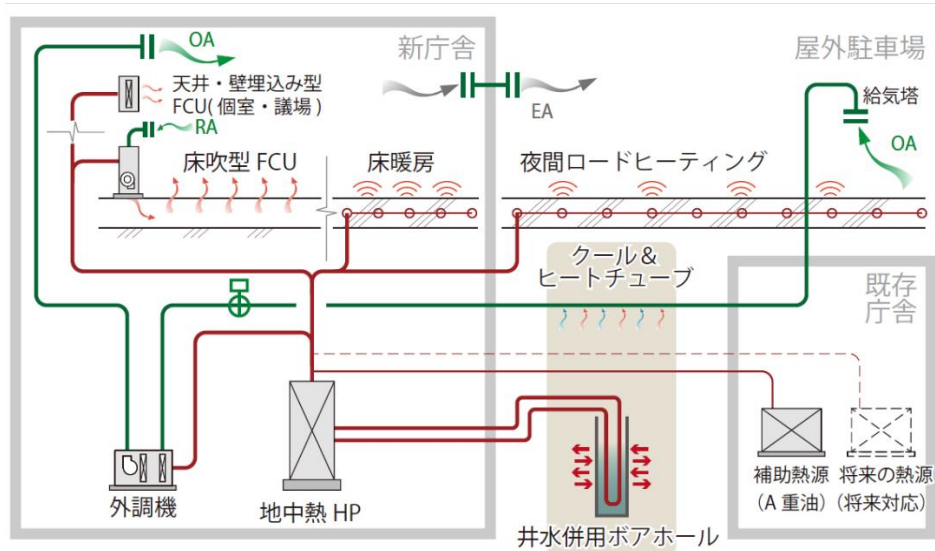 新庁舎
屋外駐車場
OA
天井・壁埋込み型
FCU(個室・議場)
RA
EA
給気塔
OA
床吹型 FCU
床暖房
夜間ロードヒーティング
クール＆
ヒートチューブ
既存
庁舎
外調機
地中熱 HP
井水併用ボアホール
補助熱源
(A 重油)
将来の熱源
(将来対応)